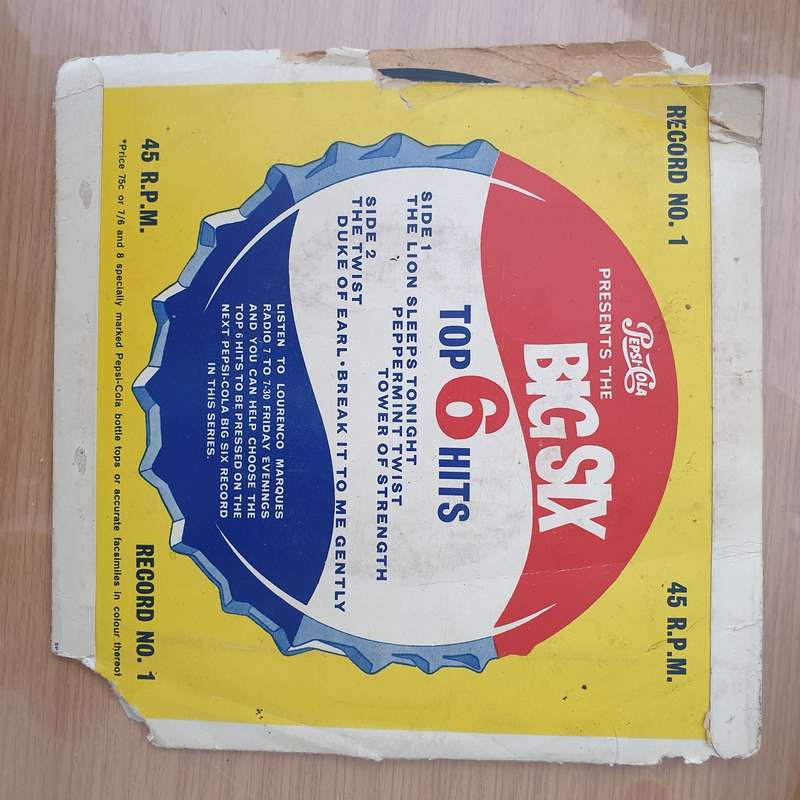 RECORD NO. 1
45 R.P.M.
PEPSI-COLA
PRESENTS THE
BIG SIX
TOP 6 HITS
SIDE 1
THE LION SLEEPS TONIGHT
PEPPERMINT TWIST
TOWER OF STRENGTH
SIDE 2
THE TWIST
DUKE OF EARL • BREAK IT TO ME GENTLY
LISTEN TO LOURENCO MARQUES
RADIO 7 TO 7-30 FRIDAY EVENINGS
AND YOU CAN HELP CHOOSE THE
TOP 6 HITS TO BE PRESSED ON THE
NEXT PEPSI-COLA BIG SIX RECORD
IN THIS SERIES.
45 R.P.M.
RECORD NO. 1
*Price 75c or 7/6 and 8 specially marked Pepsi-Cola bottle tops or accurate facsimiles in colour thereof